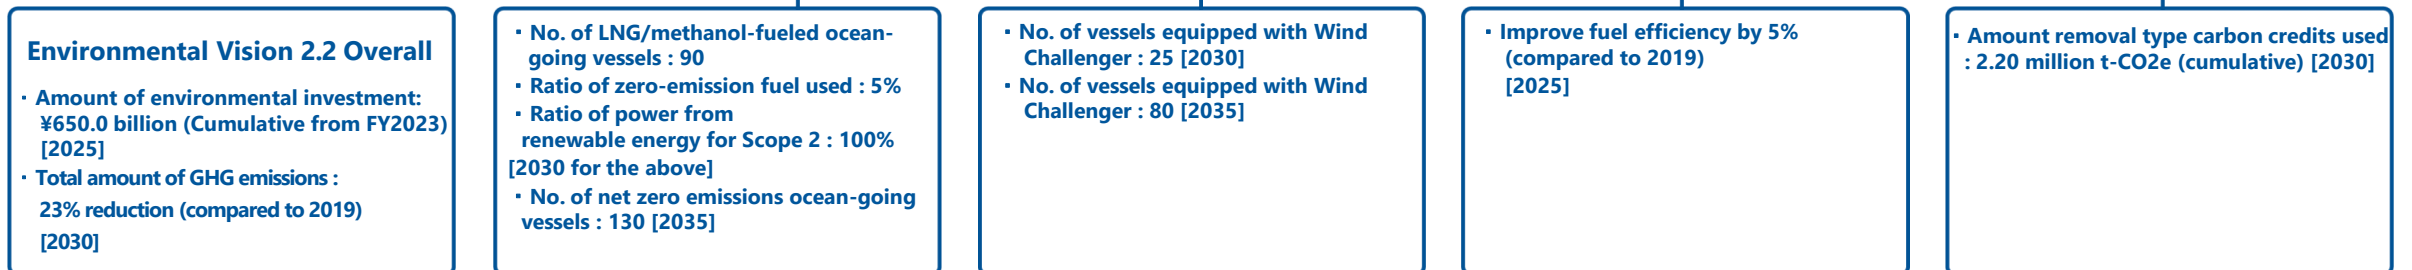 Environmental Vision 2.2 Overall
・Amount of environmental investment:
¥650.0 billion (Cumulative from FY2023)
[2025]
・Total amount of GHG emissions :
23% reduction (compared to 2019)
[2030]
・No. of LNG/methanol-fueled ocean-
going vessels : 90
・Ratio of zero-emission fuel used : 5%
・Ratio of power from
renewable energy for Scope 2 : 100%
[2030 for the above]
・No. of net zero emissions ocean-going
vessels : 130 [2035]
・No. of vessels equipped with Wind
Challenger : 25 [2030]
・No. of vessels equipped with Wind
Challenger : 80 [2035]
・Improve fuel efficiency by 5%
(compared to 2019)
[2025]
・Amount removal type carbon credits used
: 2.20 million t-CO2e (cumulative) [2030]